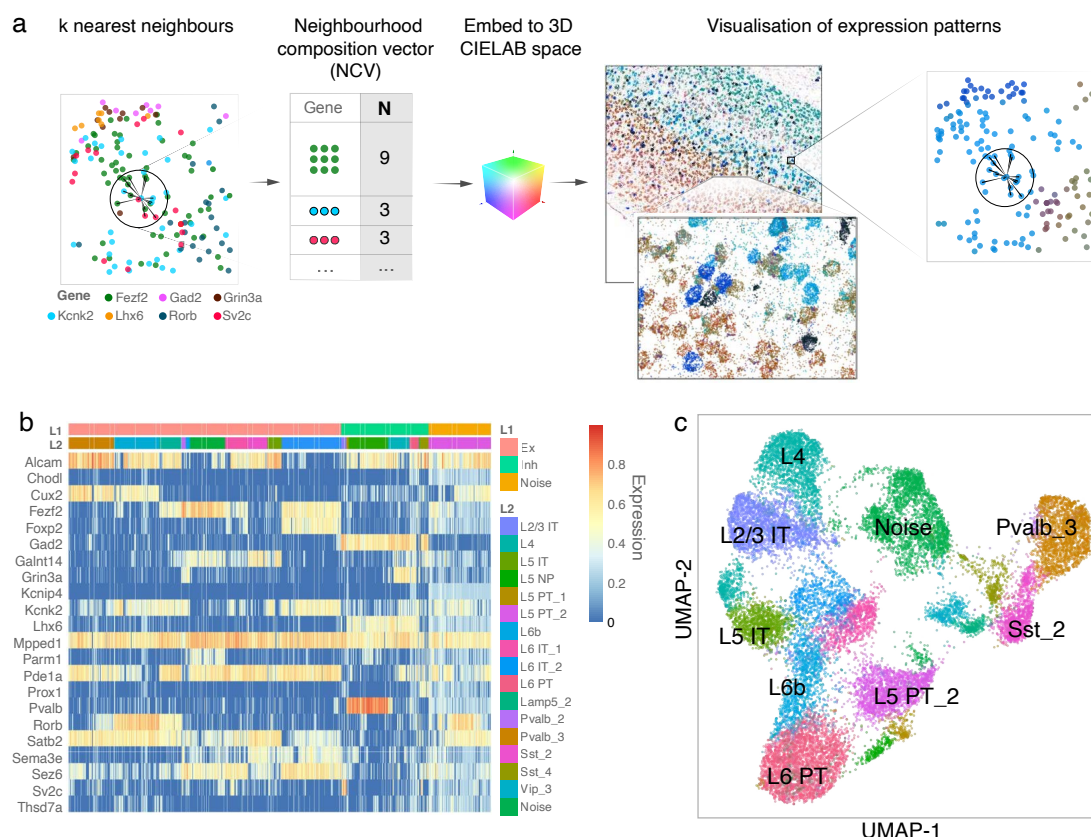 a
k nearest neighbours
Neighbourhood
composition vector
(NCV)
Embed to 3D
CIELAB space
Visualisation of expression patterns
Gene N
9
3
3
... ...
Gene Fezf2 Gad2 Grin3a
Kcnk2 Lhx6 Rorb Sv2c
b
L1
L2
Alcam
Chodl
Cux2
Fezf2
Foxp2
Gad2
Galnt14
Grin3a
Kcnip4
Kcnk2
Lhx6
Mpped1
Parm1
Pde1a
Prox1
Pvalb
Rorb
Satb2
Sema3e
Sez6
Sv2c
Thsd7a
L1
Ex
Inh
Noise
L2
L2/3 IT
L4
L5 IT
L5 NP
L5 PT_1
L5 PT_2
L6b
L6 IT_1
L6 IT_2
L6 PT
Lamp5_2
Pvalb_2
Pvalb_3
Sst_2
Sst_4
Vip_3
Noise
0.8
0.6
0.4
0.2
0
Expression
c
L4
L2/3 IT
Noise
Pvalb_3
L5 IT
Sst_2
L6b
L5 PT_2
L6 PT
UMAP-2
UMAP-1